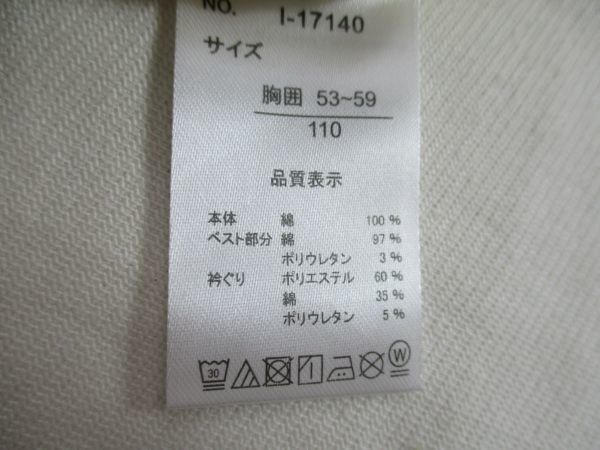 NO. I-17140
サイズ
胸囲 53~59
110
品質表示
本体 綿 100 %
ベスト部分 綿 97 %
ポリウレタン 3 %
衿ぐり ポリエステル 60 %
綿 35 %
ポリウレタン 5 %
30 W